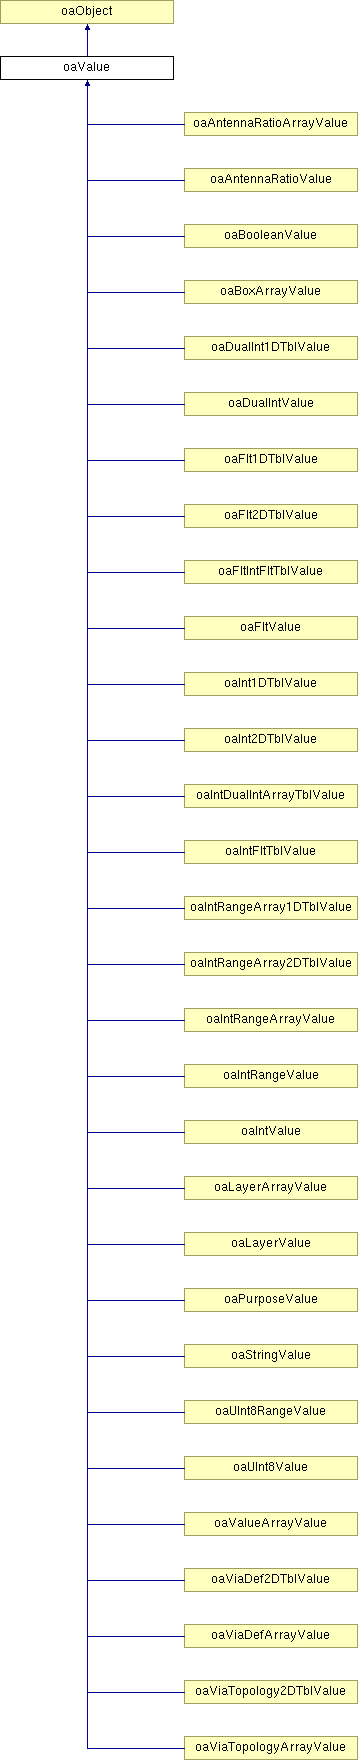 oaObject
oaValue
oaAntennaRatioArrayValue
oaAntennaRatioValue
oaBooleanValue
oaBoxArrayValue
oaDualInt1DTblValue
oaDualIntValue
oaFlt1DTblValue
oaFlt2DTblValue
oaFltIntFltTblValue
oaFltValue
oaInt1DTblValue
oaInt2DTblValue
oaIntDualIntArrayTblValue
oaIntFltTblValue
oaIntRangeArray1DTblValue
oaIntRangeArray2DTblValue
oaIntRangeArrayValue
oaIntRangeValue
oaIntValue
oaLayerArrayValue
oaLayerValue
oaPurposeValue
oaStringValue
oaUInt8RangeValue
oaUInt8Value
oaValueArrayValue
oaViaDef2DTblValue
oaViaDefArrayValue
oaViaTopology2DTblValue
oaViaTopologyArrayValue